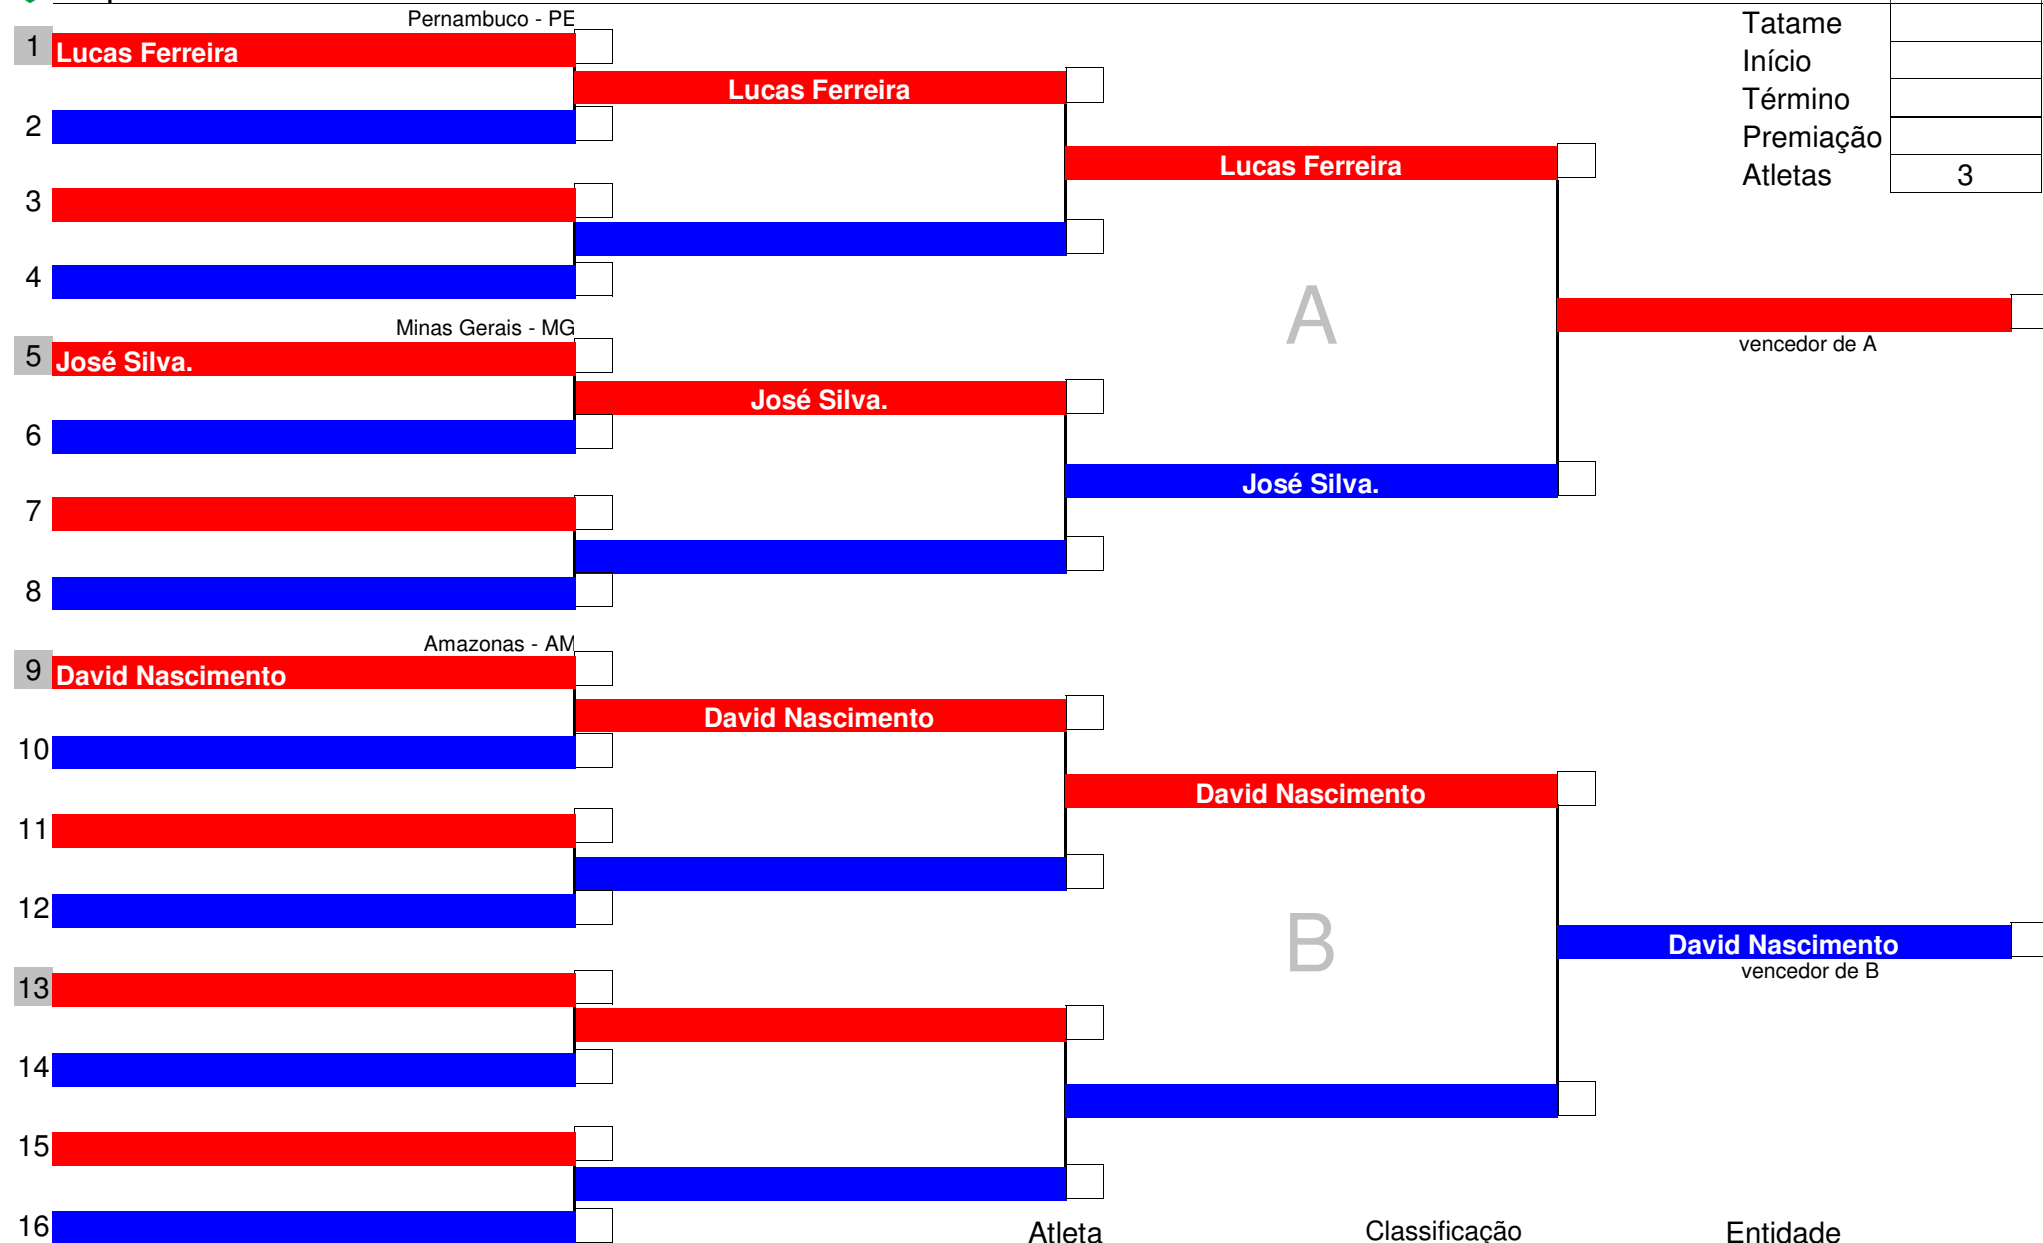 Pernambuco - PE
Tatame
1 Lucas Ferreira
Início
Lucas Ferreira
Término
2
Premiação
Lucas Ferreira
Atletas 3
3
4
A
Minas Gerais - MG
vencedor de A
5 José Silva.
José Silva.
6
José Silva.
7
8
Amazonas - AM
9 David Nascimento
David Nascimento
10
David Nascimento
11
12
B
David Nascimento
vencedor de B
13
14
15
16
Atleta Classificação Entidade